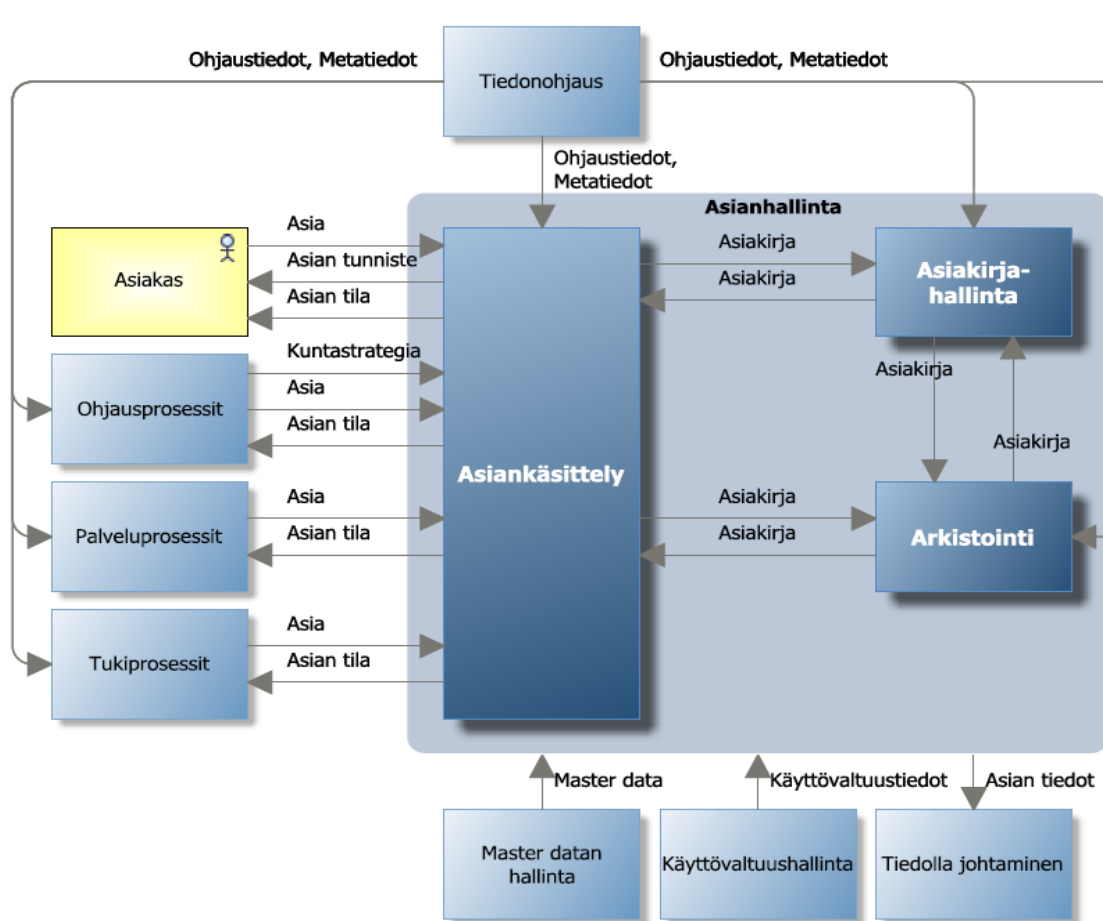 Ohjaustiedot, Metatiedot
Tiedonohjaus
Ohjaustiedot, Metatiedot
Ohjaustiedot,
Metatiedot
Asianhallinta
Asiakas
Asia
Asian tunniste
Asian tila
Asiankäsittely
Asiakirja
Asiakirja
Asiakirja-
hallinta
Ohjausprosessit
Kuntastrategia
Asia
Asian tila
Asiakirja
Asiakirja
Palveluprosessit
Asia
Asian tila
Asiakirja
Asiakirja
Arkistointi
Tukiprosessit
Asia
Asian tila
Master data
Käyttövaltuustiedot
Asian tiedot
Master datan
hallinta
Käyttövaltuushallinta
Tiedolla johtaminen